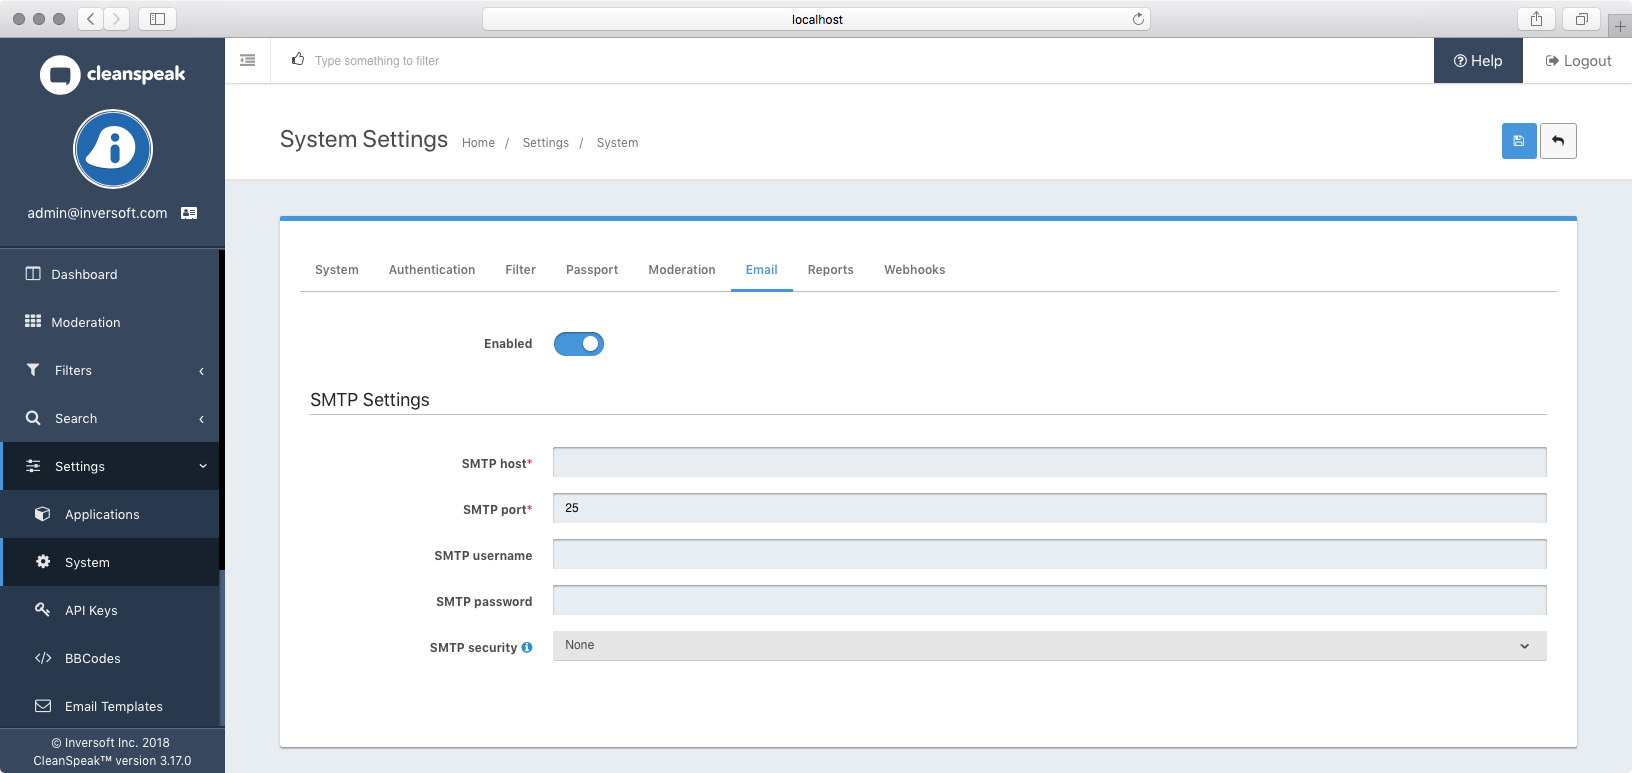 localhost
cleanspeak
Type something to filter
Help
Logout
admin@inversoft.com
System Settings
Home / Settings / System
Dashboard
Moderation
Filters
Search
Settings
Applications
System
API Keys
BBCodes
Email Templates
© Inversoft Inc. 2018
CleanSpeak™ version 3.17.0
System Authentication Filter Passport Moderation Email Reports Webhooks
Enabled
SMTP Settings
SMTP host*
SMTP port* 25
SMTP username
SMTP password
SMTP security None